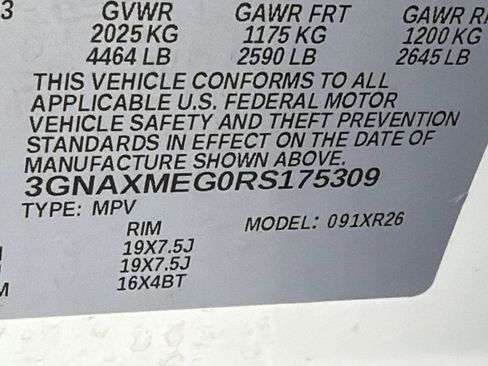 3 GVWR GAWR FRT GAWR R
2025 KG 1175 KG 1200 KG
4464 LB 2590 LB 2645 LB
THIS VEHICLE CONFORMS TO ALL
APPLICABLE U.S. FEDERAL MOTOR
VEHICLE SAFETY AND THEFT PREVENTION
STANDARDS IN EFFECT ON THE DATE OF
MANUFACTURE SHOWN ABOVE.
3GNAXMEG0RS175309
TYPE: MPV
RIM MODEL: 091XR26
19X7.5J
19X7.5J
M 16X4BT